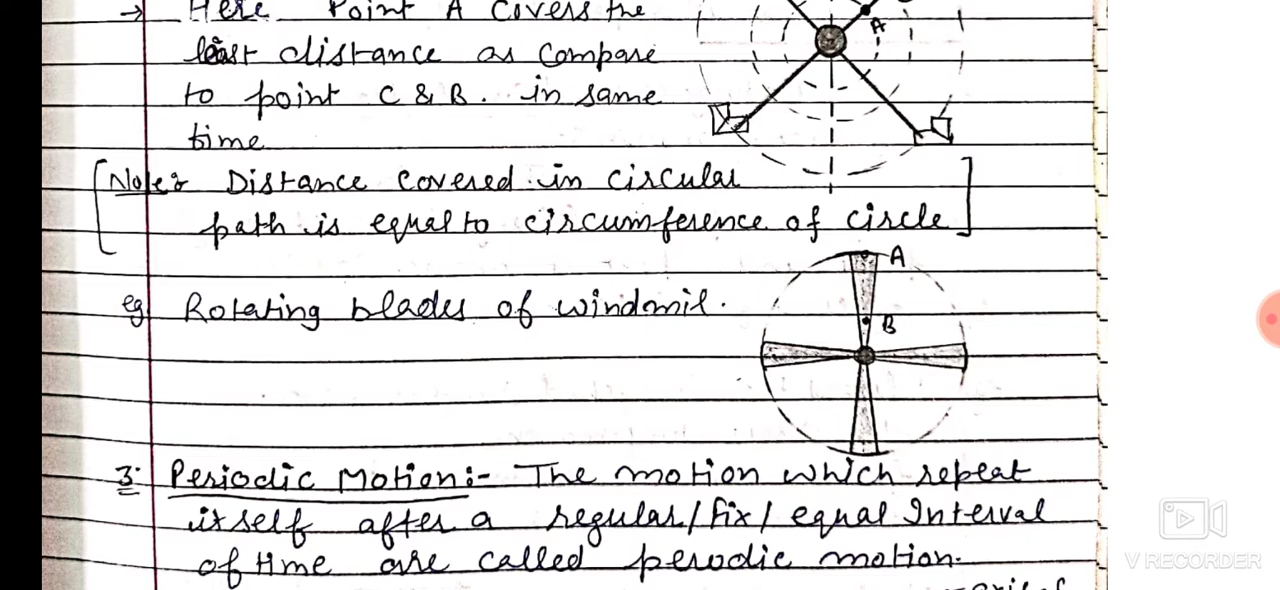 → Here Point A Covers the
A
least distance as Compare
to point C & B. in same
time
[Note:- Distance covered in circular
path is equal to circumference of circle]
A
eg Rotating blades of windmil.
B
3:- Periodic Motion:- The motion which repeat
itself after a regular/fix/equal Interval
of time are called perodic motion.
V RECORDER